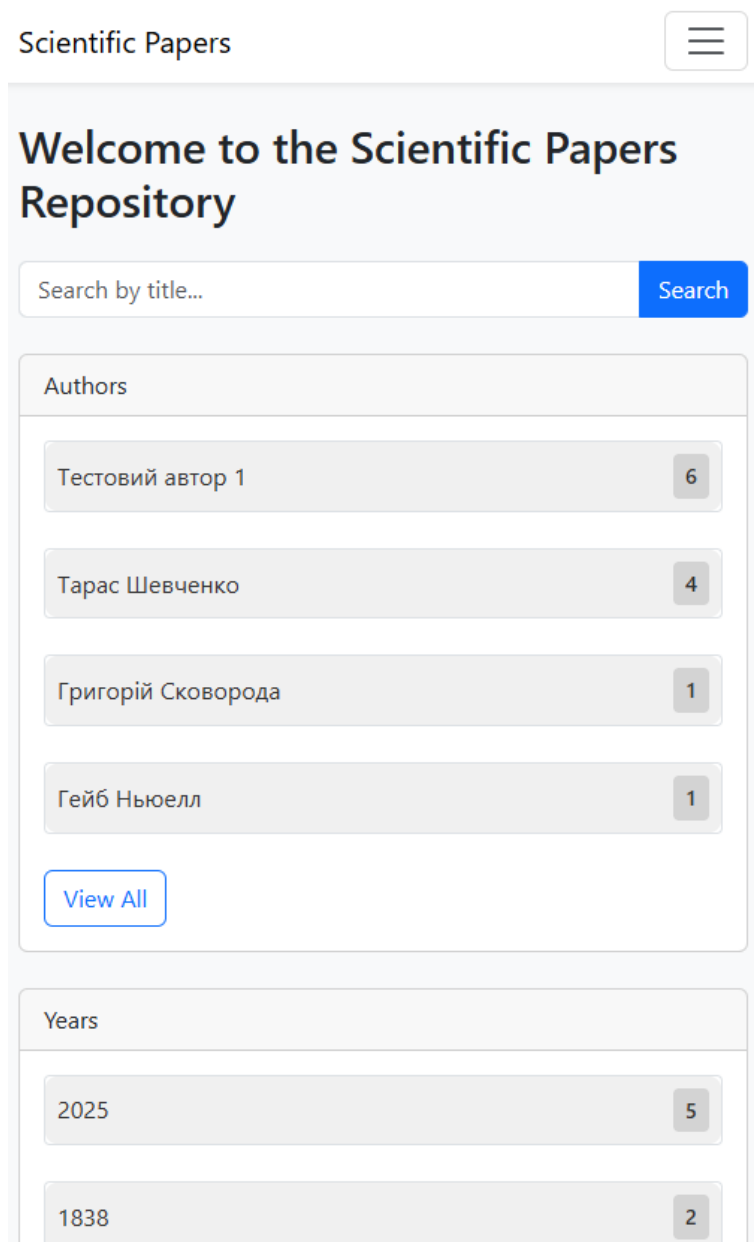 Scientific Papers
Welcome to the Scientific Papers
Repository
Search by title...
Search
Authors
Тестовий автор 1
6
Тарас Шевченко
4
Григорій Сковорода
1
Гейб Ньюелл
1
View All
Years
2025
5
1838
2